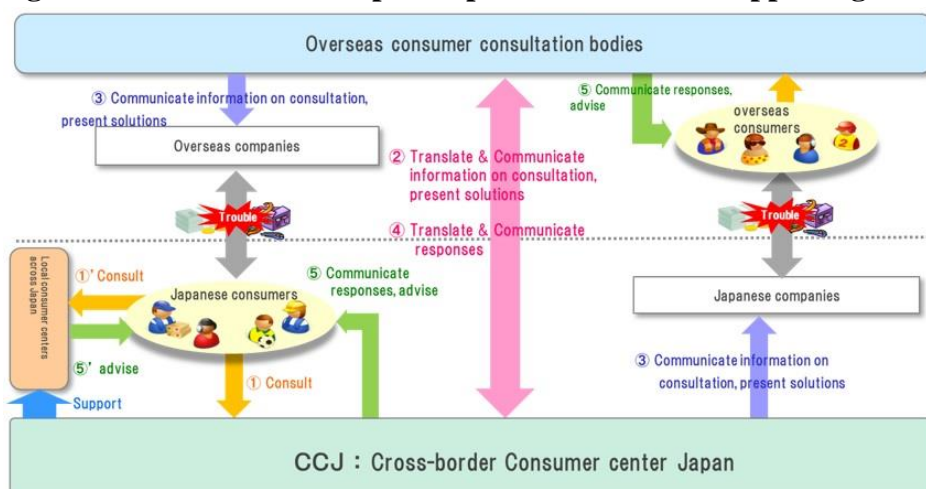 Overseas consumer consultation bodies
③ Communicate information on consultation,
present solutions
Overseas companies
② Translate & Communicate
information on consultation,
present solutions
⑤ Communicate responses,
advise
overseas
consumers
2
Trouble
Trouble
④ Translate & Communicate
responses
Local consumer centers
across Japan
①' Consult
⑤' advise
Support
Japanese consumers
⑤ Communicate
responses, advise
① Consult
Japanese companies
③ Communicate information on
consultation, present solutions
CCJ : Cross-border Consumer center Japan